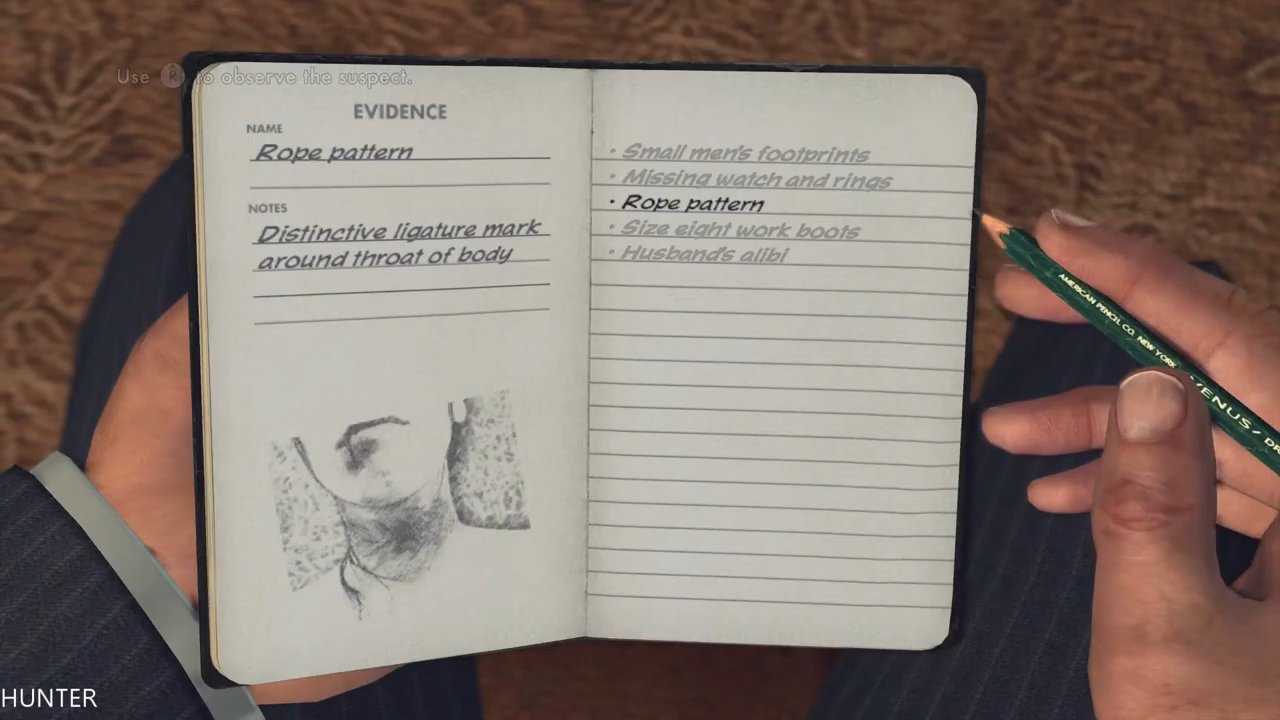 Use R to observe the suspect.
EVIDENCE
NAME
Rope pattern
NOTES
Distinctive ligature mark
around throat of body
• Small men's footprints
• Missing watch and rings
• Rope pattern
• Size eight work boots
• Husband's alibi
AMERICAN PENCIL CO. NEW YORK
VENUS
HUNTER